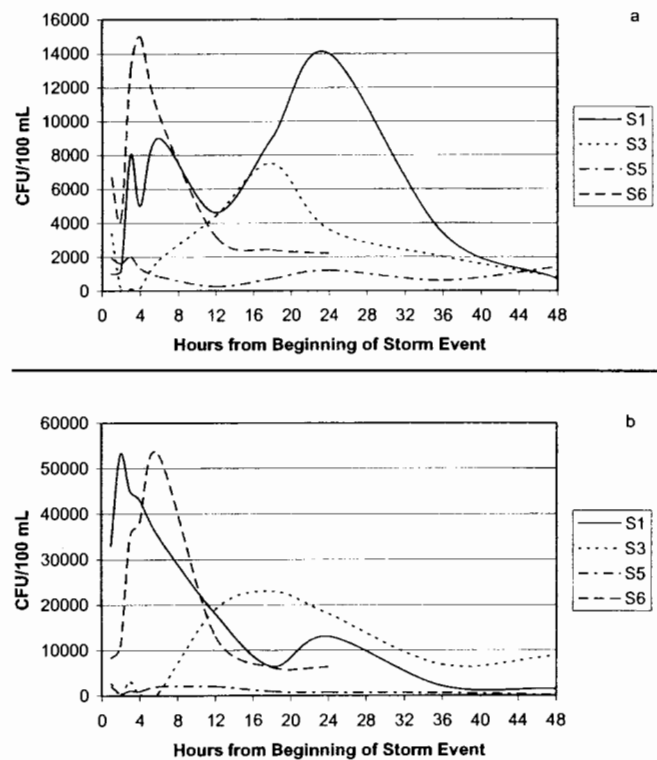 a
16000
14000
12000
10000
8000
6000
4000
2000
0
CFU/100 mL
0 4 8 12 16 20 24 28 32 36 40 44 48
Hours from Beginning of Storm Event
S1
S3
S5
S6
b
60000
50000
40000
30000
20000
10000
0
CFU/100 mL
0 4 8 12 16 20 24 28 32 36 40 44 48
Hours from Beginning of Storm Event
S1
S3
S5
S6